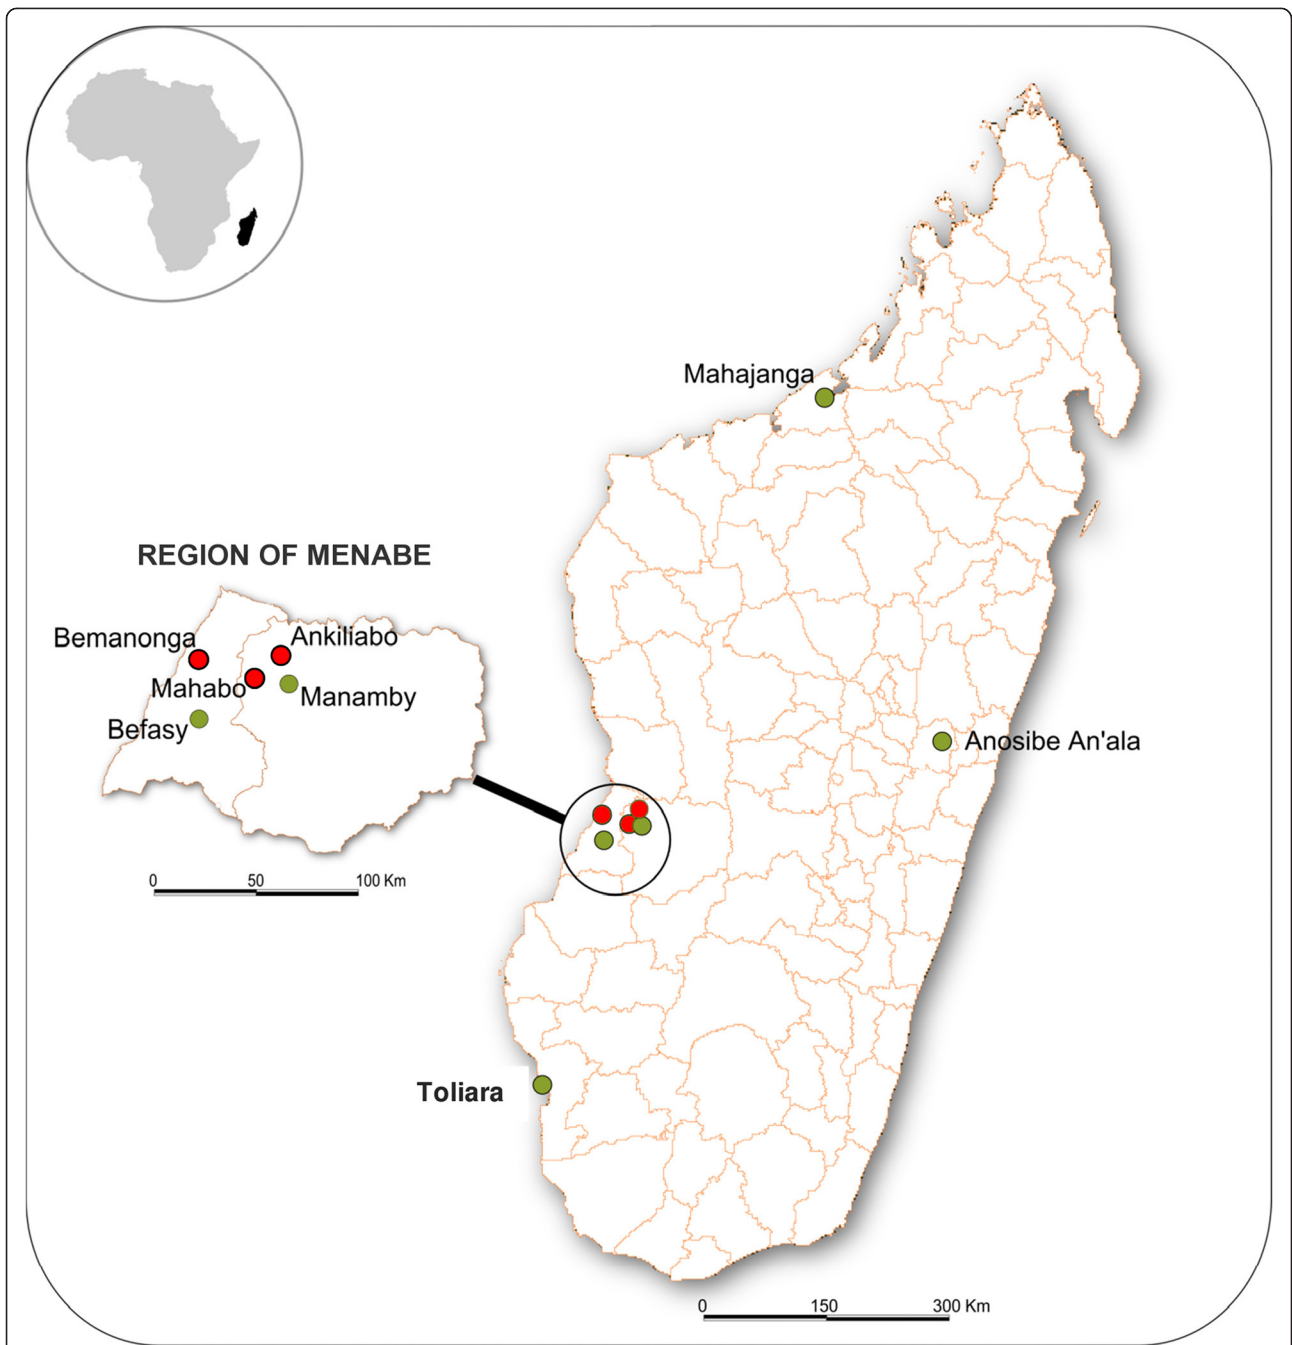 Mahajanga
REGION OF MENABE
Bemanonga
Ankiliabo
Mahabo
Manamby
Befasy
Anosibe An'ala
0 50 100 Km
Toliara
0 150 300 Km